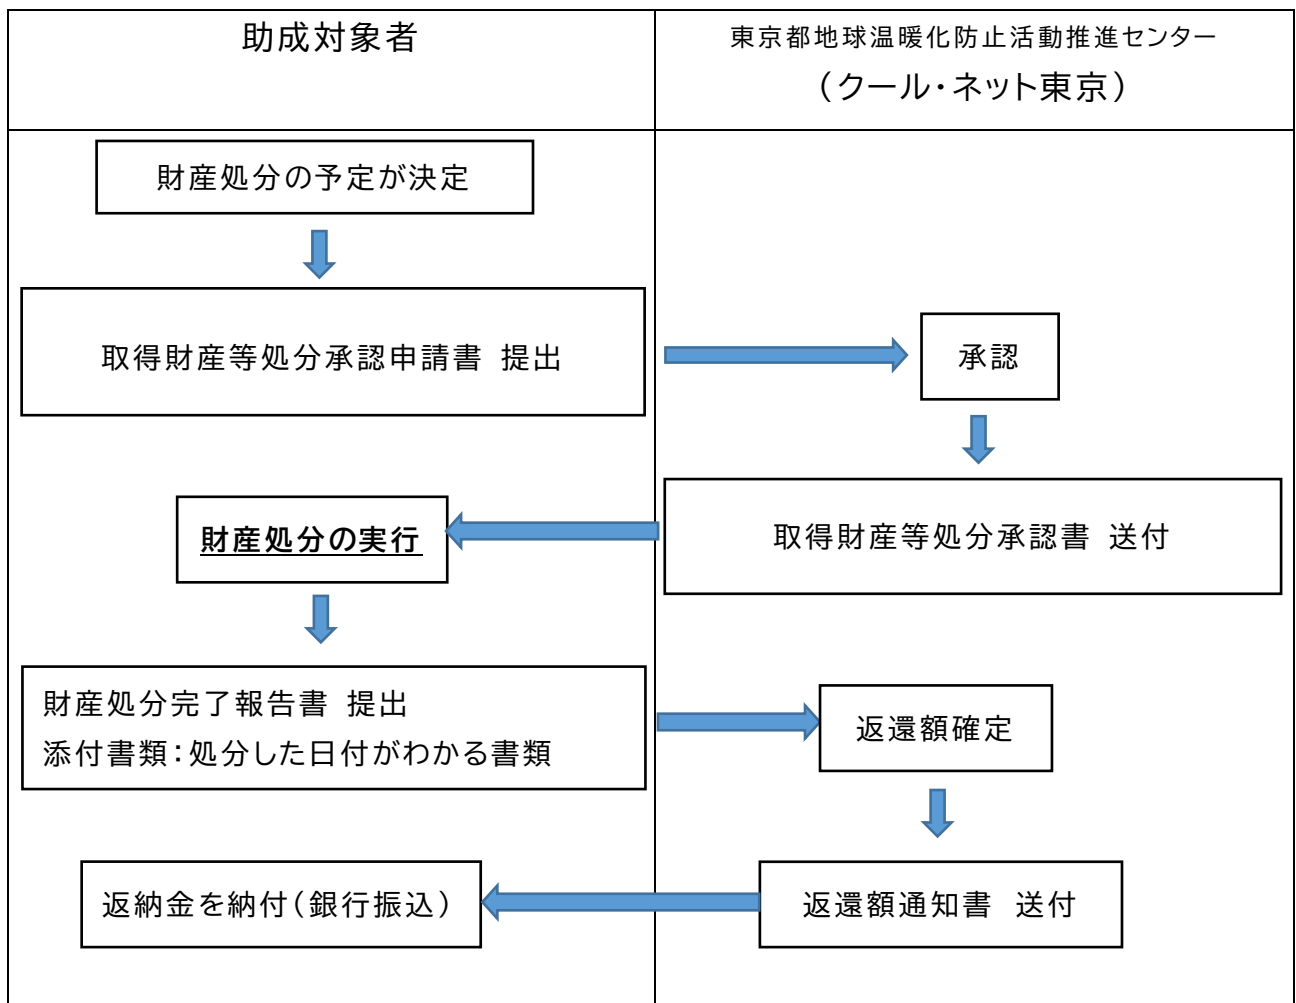 助成対象者
東京都地球温暖化防止活動推進センター
(クール・ネット東京)
財産処分の予定が決定
取得財産等処分承認申請書 提出
承認
取得財産等処分承認書 送付
財産処分の実行
財産処分完了報告書 提出
添付書類:処分した日付がわかる書類
返還額確定
返還額通知書 送付
返納金を納付(銀行振込)